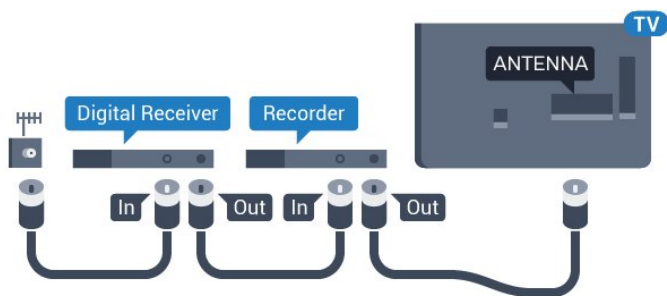 TV
ANTENNA
Digital Receiver
Recorder
In
Out
In
Out